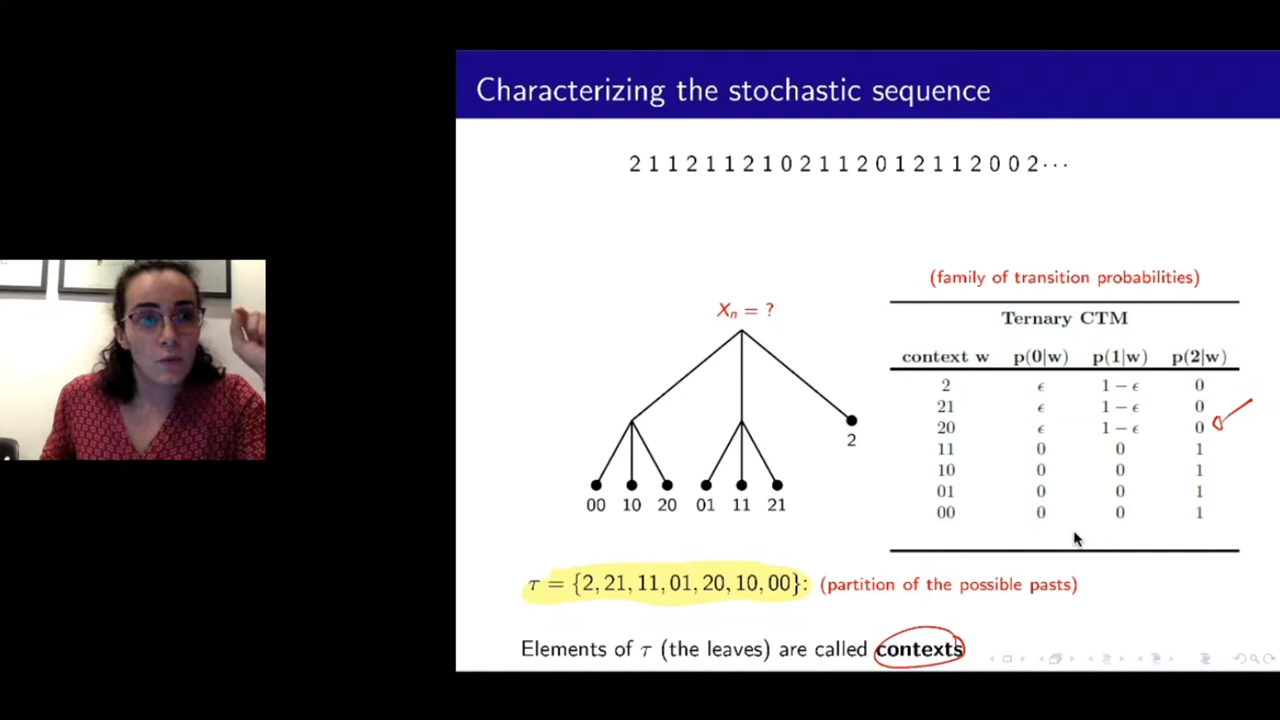 Characterizing the stochastic sequence
2 1 1 2 1 1 2 1 0 2 1 1 2 0 1 2 1 1 2 0 0 2 ···
(family of transition probabilities)
Ternary CTM
context w p(0|w) p(1|w) p(2|w)
2 ϵ 1 − ϵ 0
21 ϵ 1 − ϵ 0
20 ϵ 1 − ϵ 0
11 0 0 1
10 0 0 1
01 0 0 1
00 0 0 1
Xn = ?
2
00 10 20 01 11 21
τ = {2, 21, 11, 01, 20, 10, 00}: (partition of the possible pasts)
Elements of τ (the leaves) are called contexts